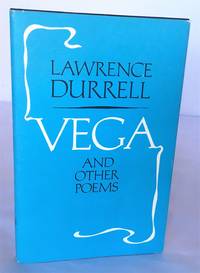 LAWRENCE
DURRELL
VEGA
AND
OTHER
POEMS